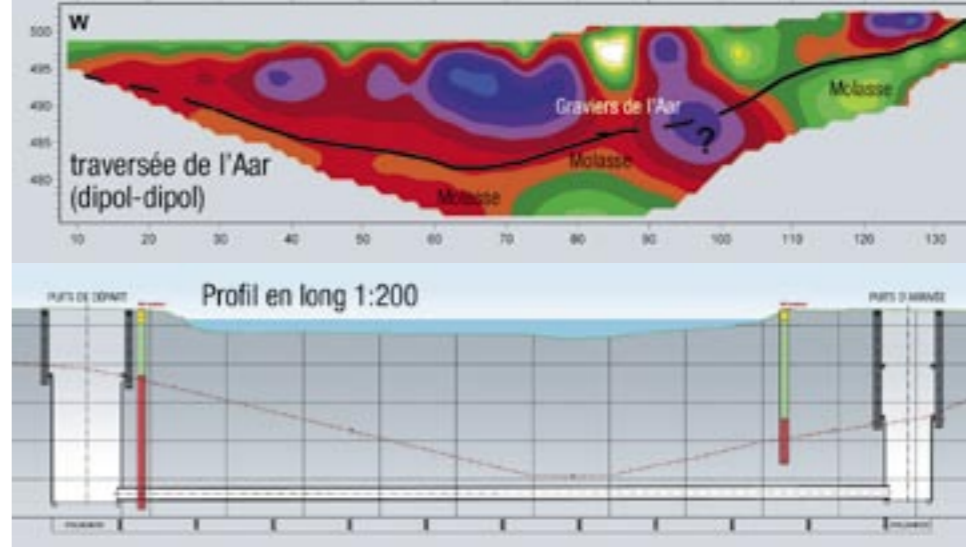 W
500
495
490
485
480
Graviers de l'Aar
Molasse
?
Molasse
Molasse
traversée de l'Aar
(dipol-dipol)
10 20 30 40 50 60 70 80 90 100 110 120 130
PUITS DE DÉPART
Profil en long 1:200
PUITS D'ARRIVÉE